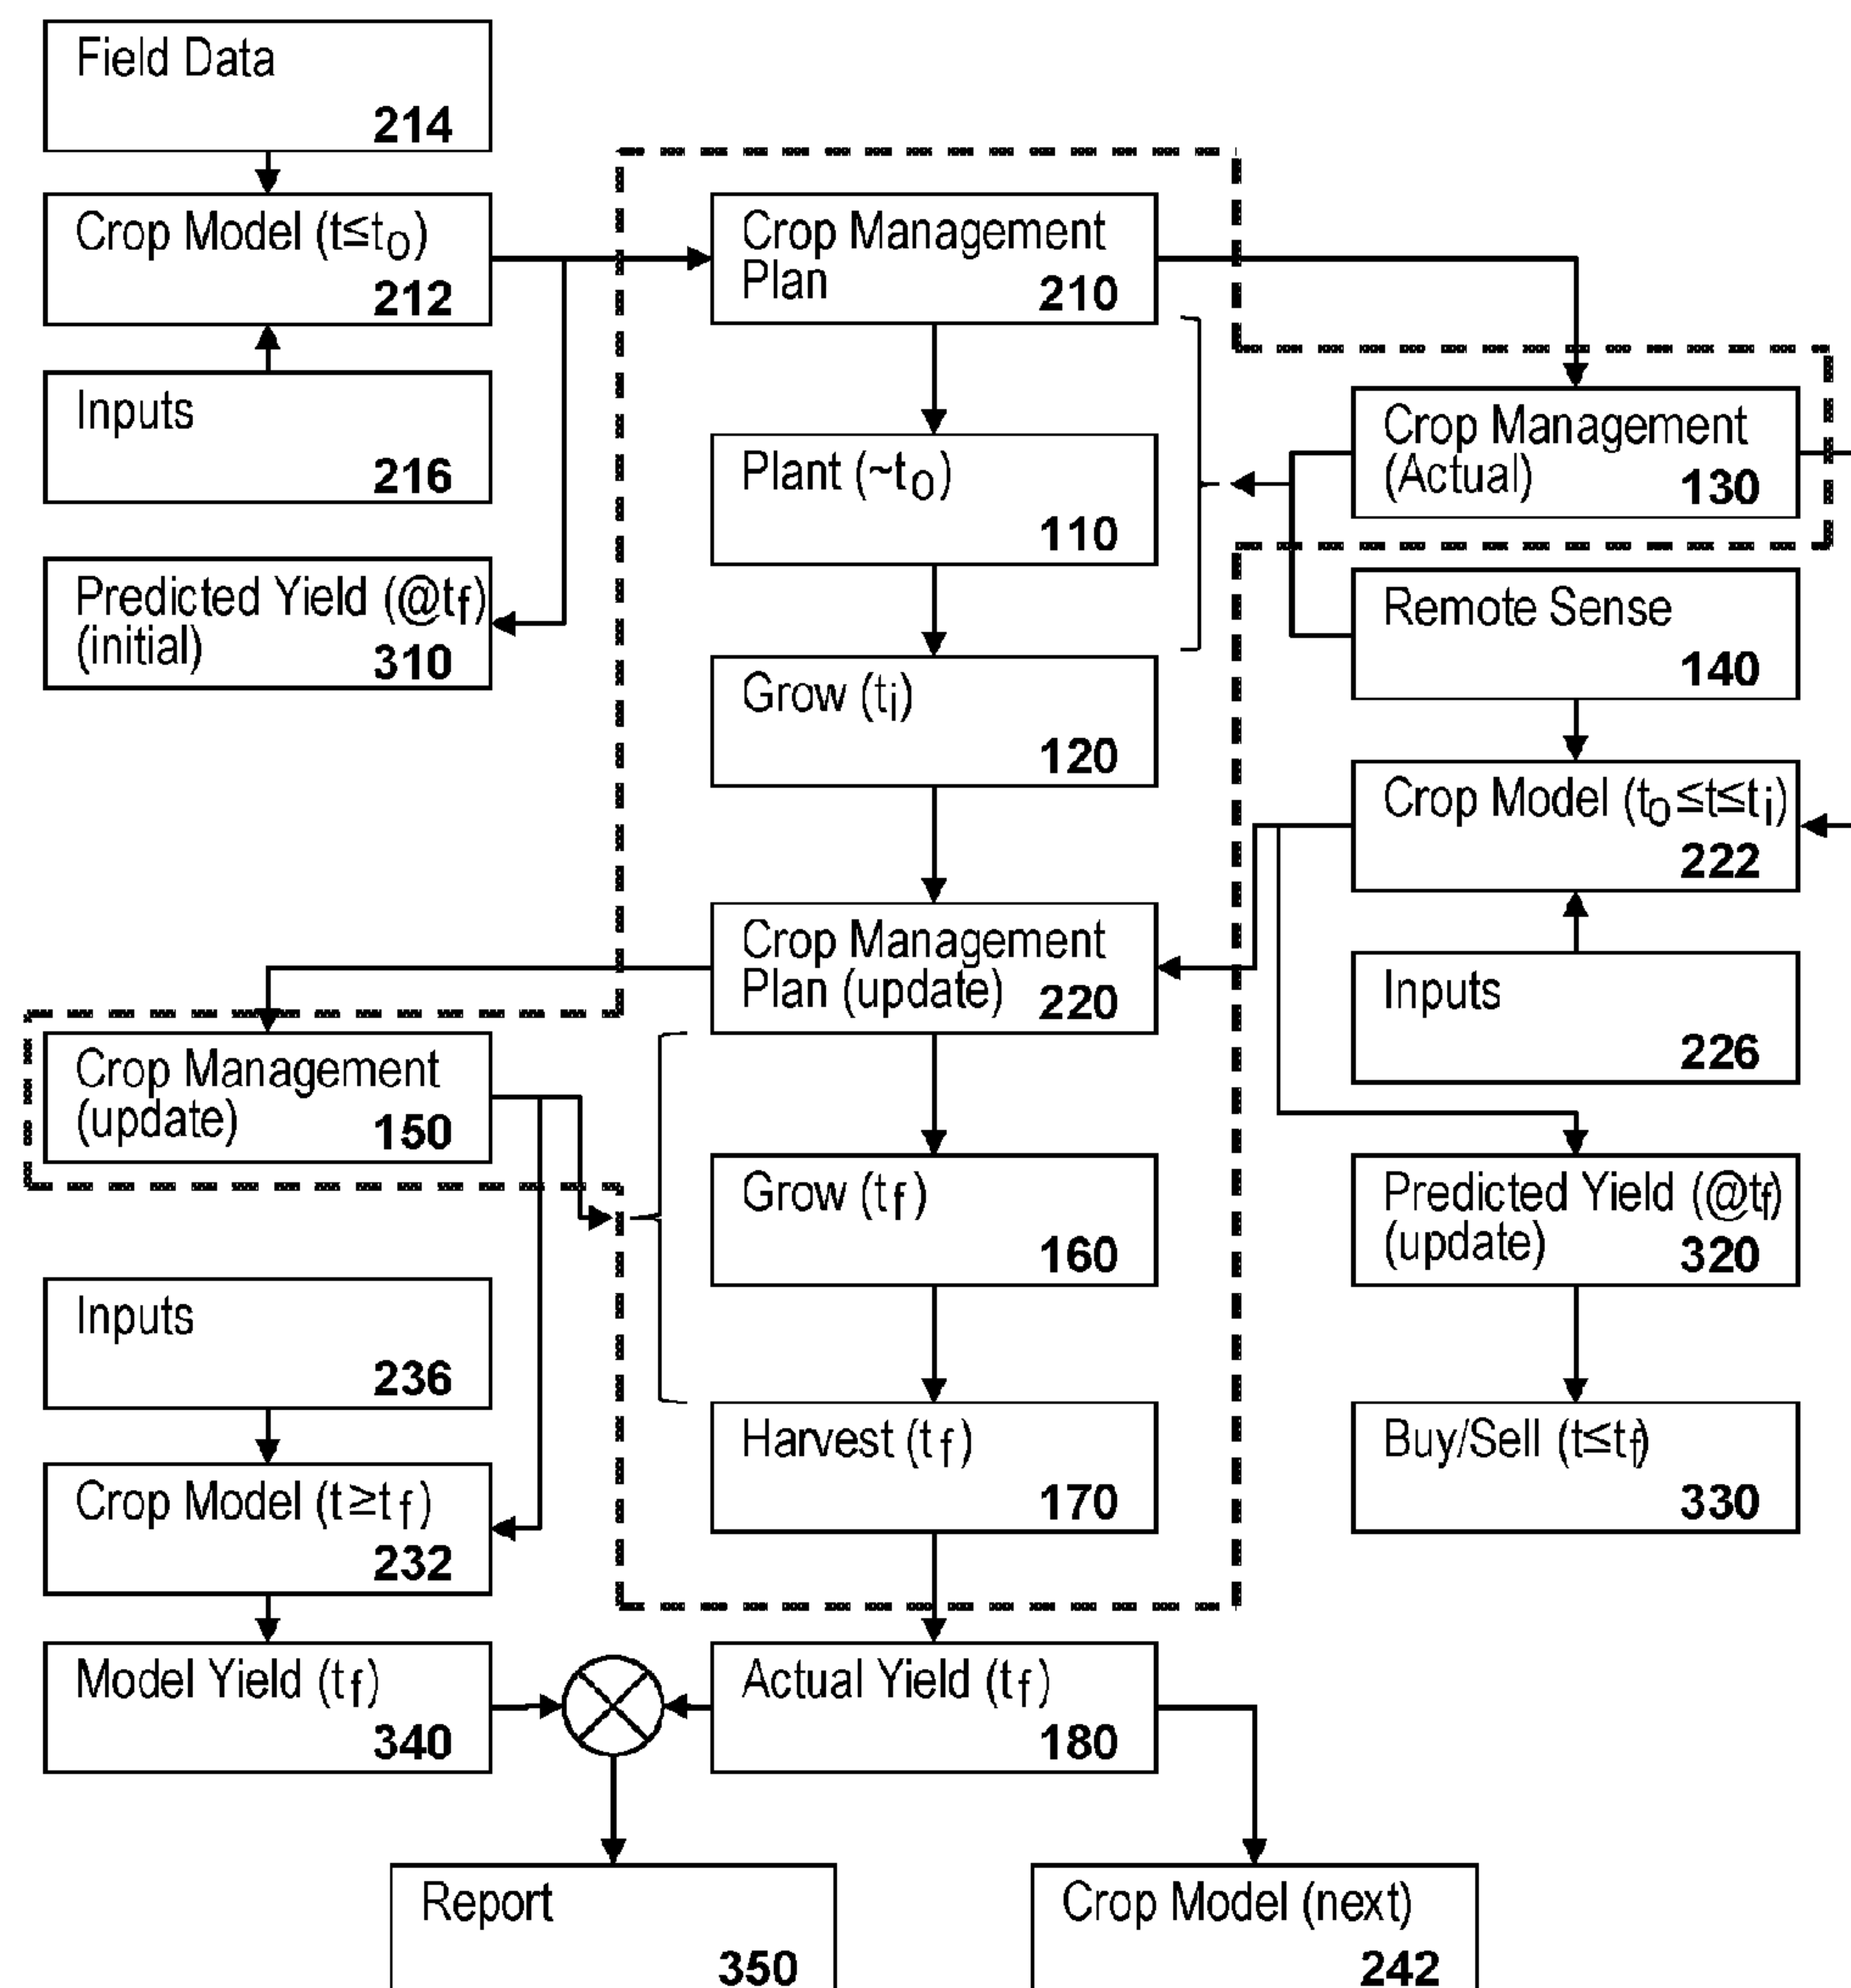 Field Data
214
Crop Model (t≤to)
212
Inputs
216
Predicted Yield (@tf)
(initial)
310
Crop Management
Plan
210
Plant (~to)
110
Grow (ti)
120
Crop Management
(Actual)
130
Remote Sense
140
Crop Model (to≤t≤ti)
222
Inputs
226
Crop Management
Plan (update)
220
Crop Management
(update)
150
Grow (tf)
160
Predicted Yield (@tf)
(update)
320
Inputs
236
Harvest (tf)
170
Buy/Sell (t≤tf)
330
Crop Model (t≥tf)
232
Model Yield (tf)
340
Actual Yield (tf)
180
Report
350
Crop Model (next)
242